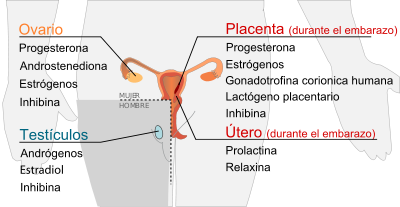 Ovario
Progesterona
Androstenediona
Estrógenos
Inhibina
MUJER
HOMBRE
Testículos
Andrógenos
Estradiol
Inhibina
Placenta (durante el embarazo)
Progesterona
Estrógenos
Gonadotrofina corionica humana
Lactógeno placentario
Inhibina
Útero (durante el embarazo)
Prolactina
Relaxina